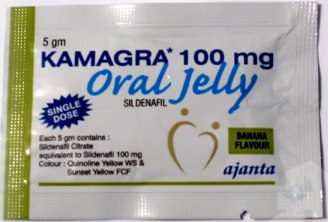 5 gm
KAMAGRA* 100 mg
Oral Jelly
SILDENAFIL
SINGLE
DOSE
Each 5 gm contains :
Sildenafil Citrate
equivalent to Sildenafil 100 mg
Colour : Quinoline Yellow WS &
Sunset Yellow FCF
BANANA
FLAVOUR
ajanta